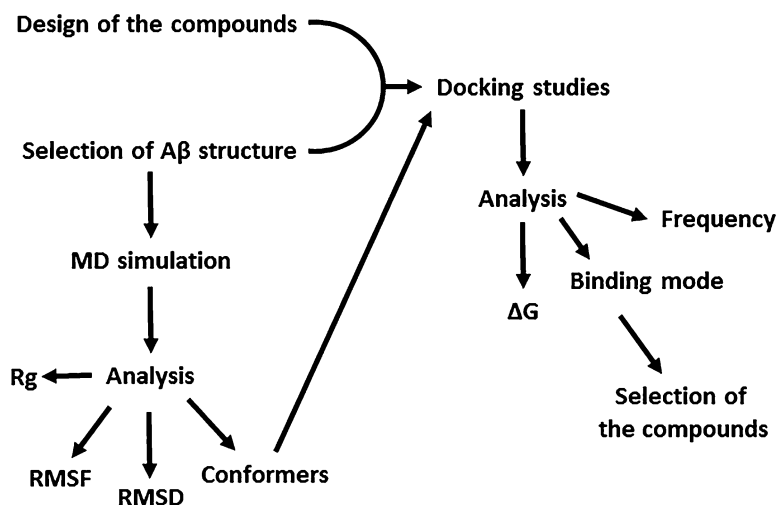 Design of the compounds
Docking studies
Selection of Aβ structure
Analysis
Frequency
MD simulation
Binding mode
ΔG
Rg
Analysis
Selection of
the compounds
RMSF
Conformers
RMSD